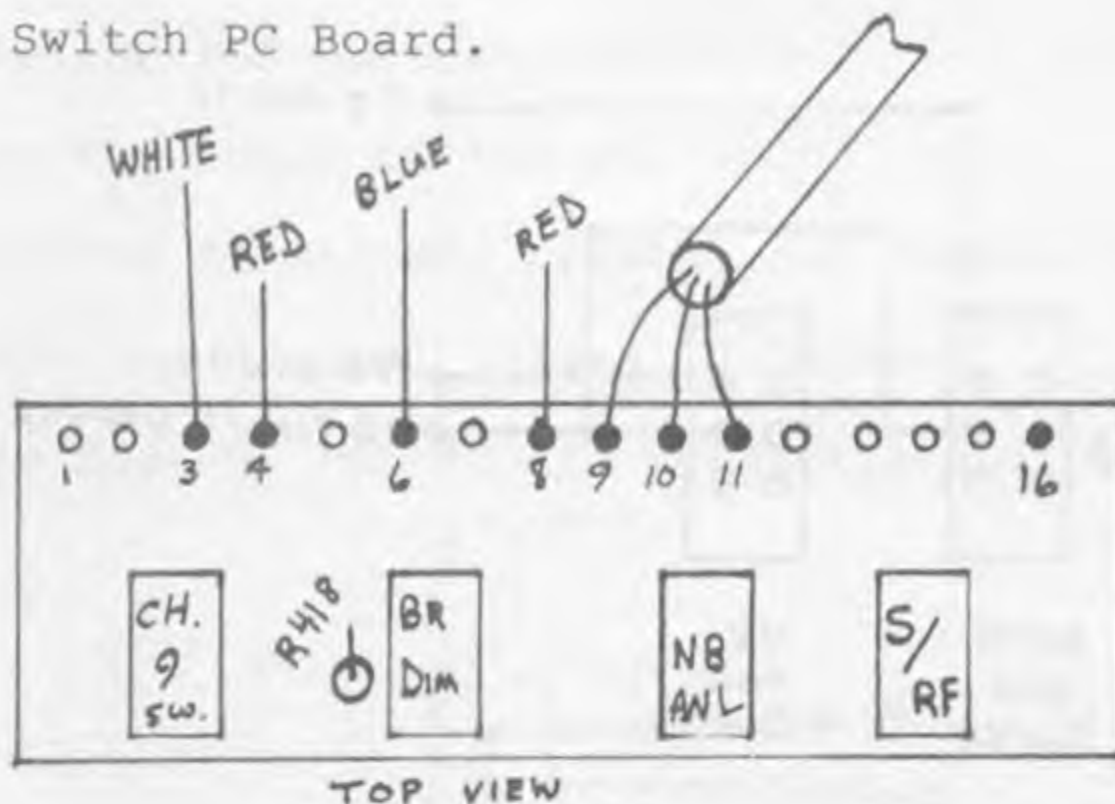 Switch PC Board.
WHITE
RED
BLUE
RED
1 3 4 6 8 9 10 11 16
CH.
9
SW.
R418
BR
DIM
NB
ANL
S/
RF
TOP VIEW